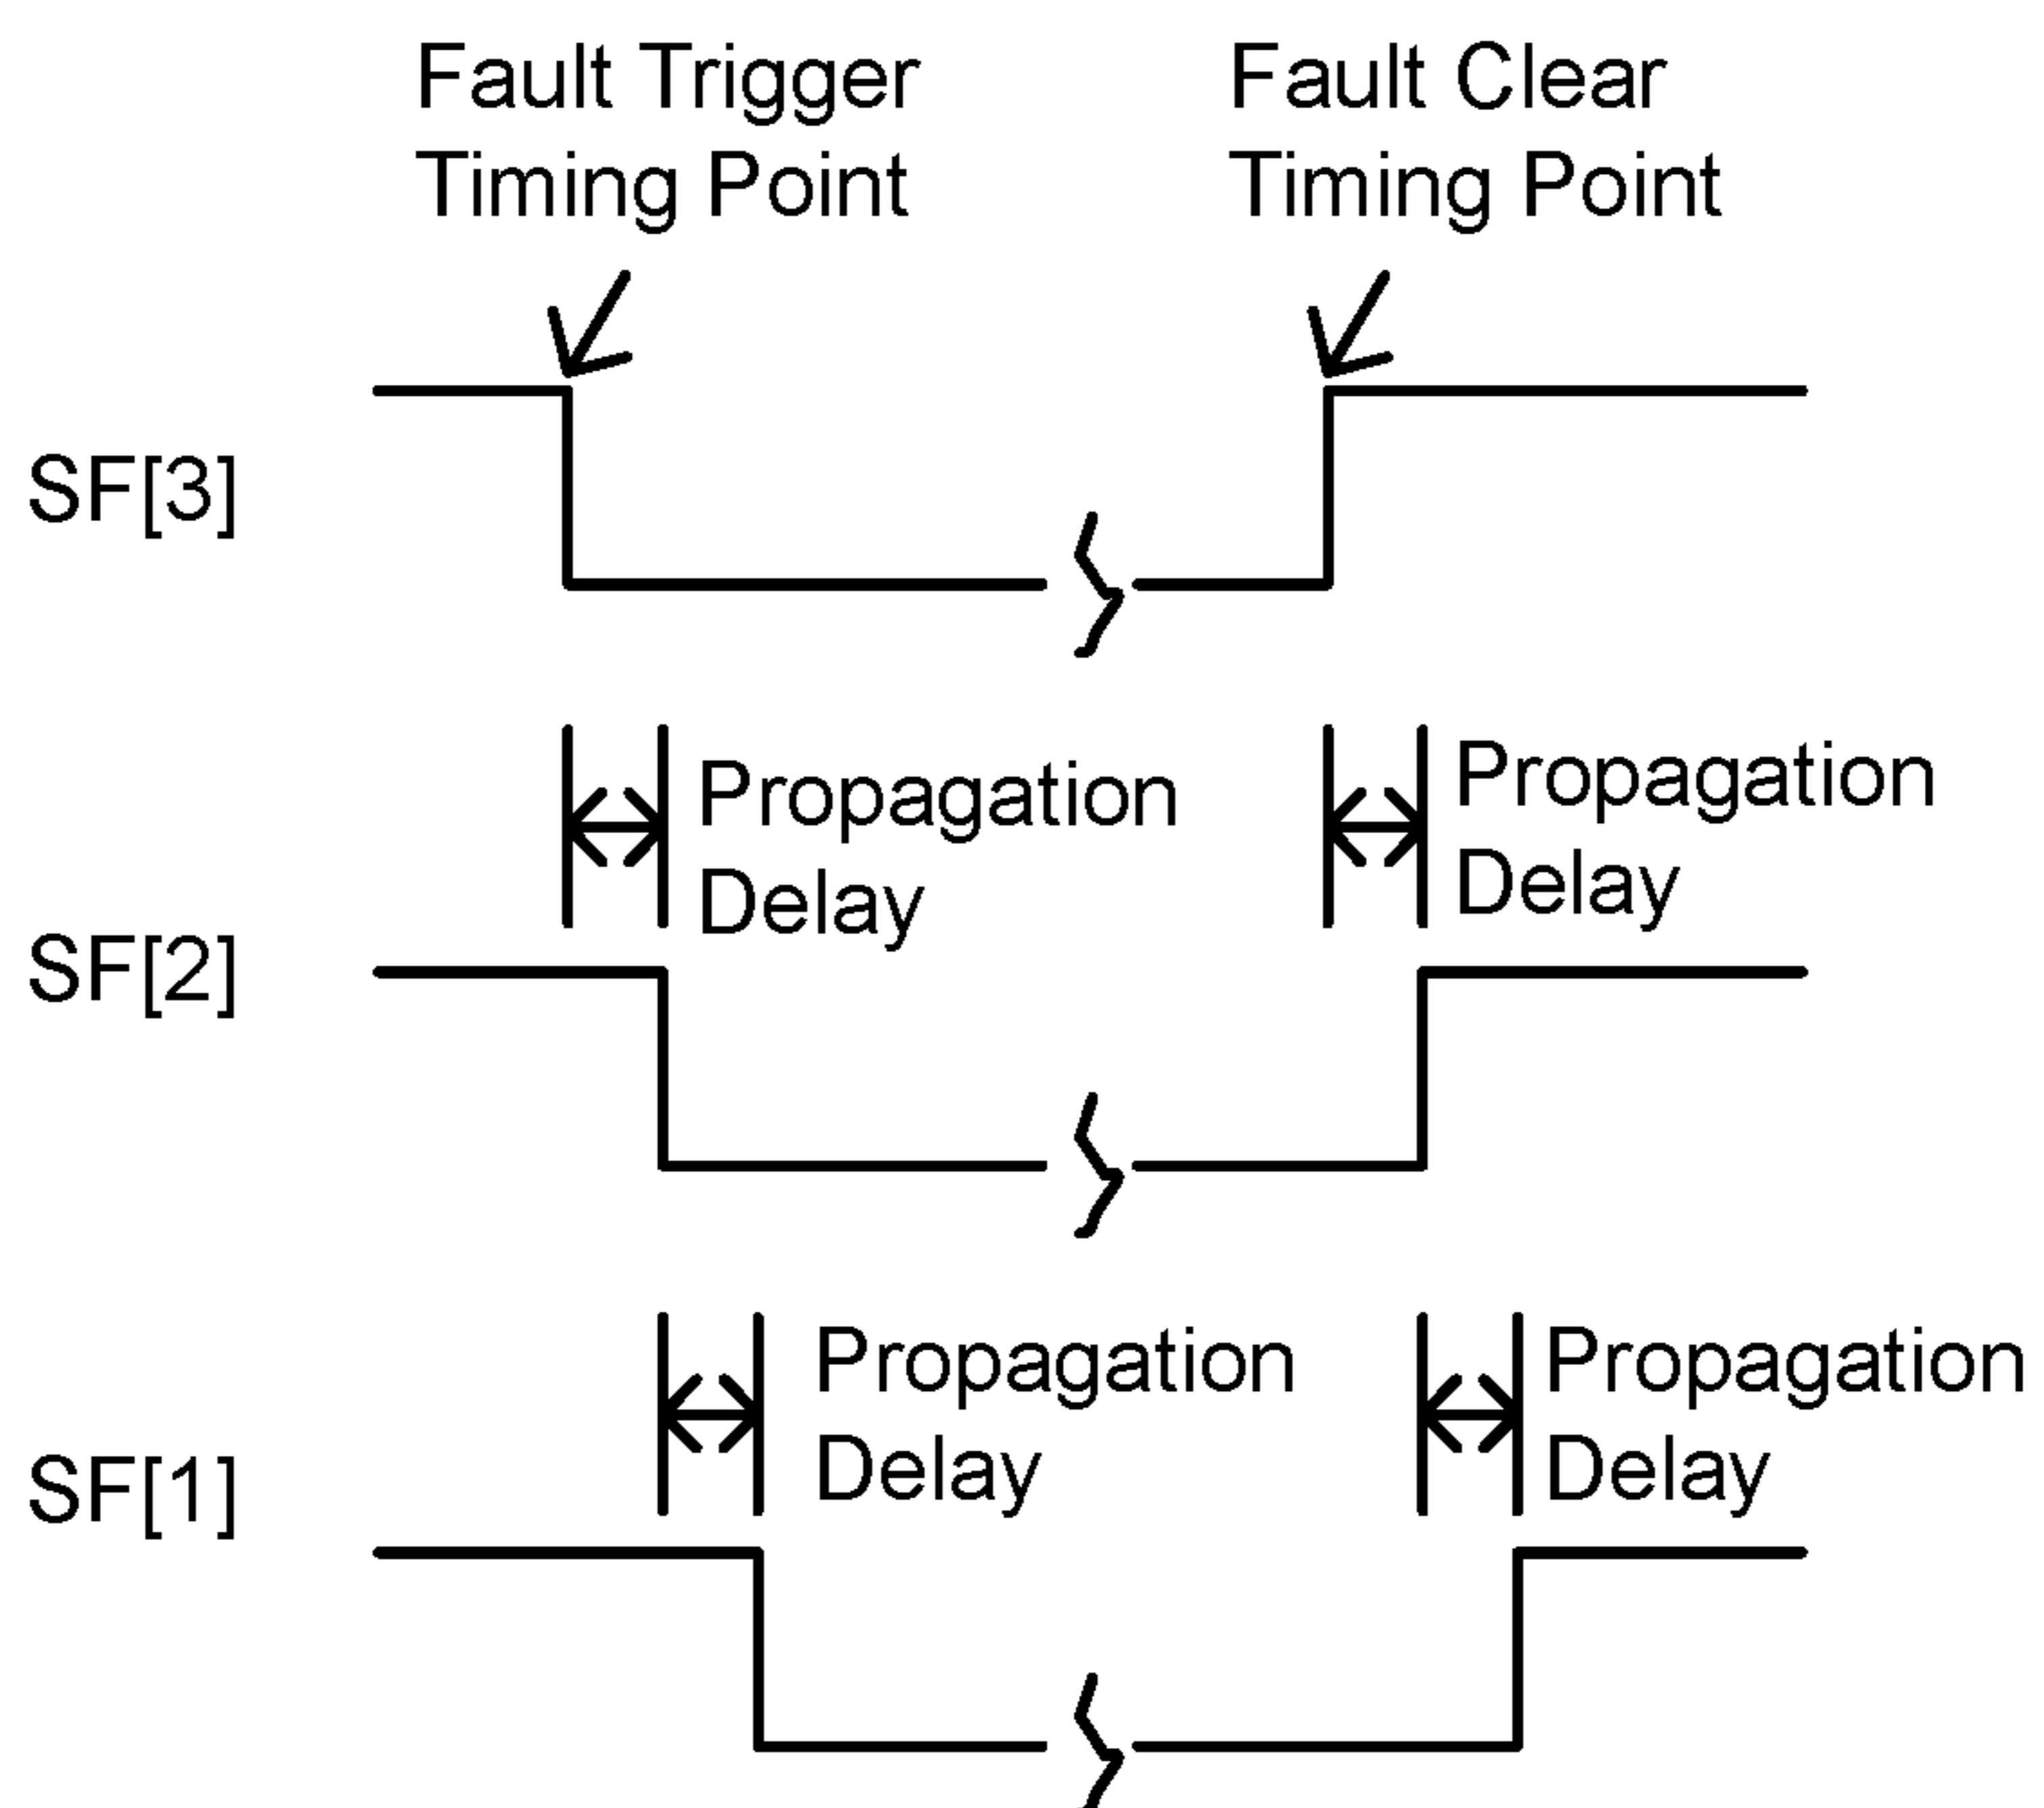 Fault Trigger
Timing Point
Fault Clear
Timing Point
SF[3]
Propagation
Delay
Propagation
Delay
SF[2]
Propagation
Delay
Propagation
Delay
SF[1]